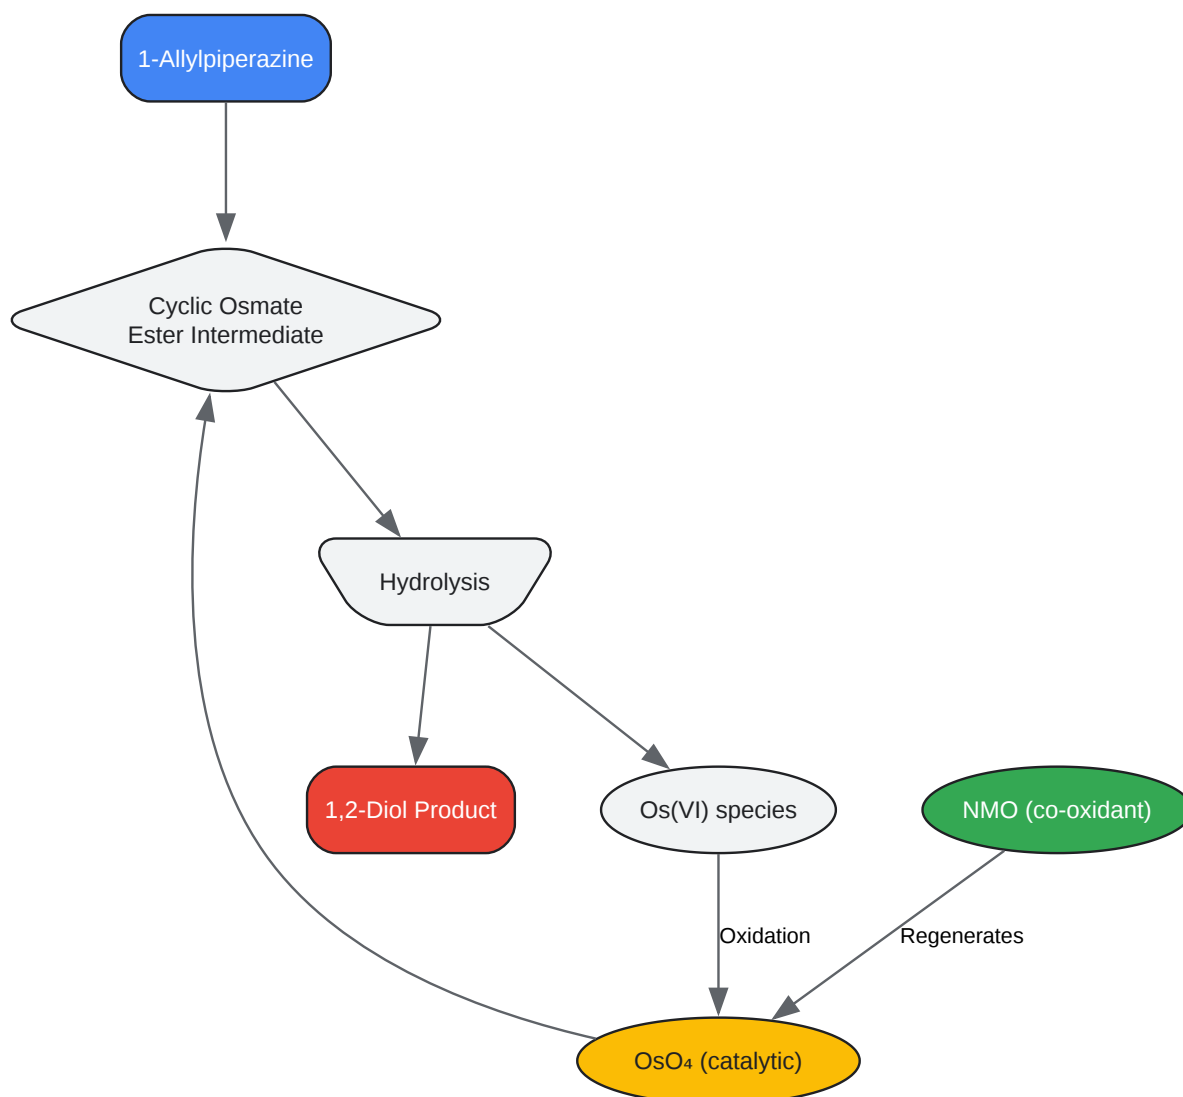 1-Allylpiperazine
Cyclic Osmate
Ester Intermediate
Hydrolysis
1,2-Diol Product
Os(VI) species
NMO (co-oxidant)
Oxidation
Regenerates
OsO₄ (catalytic)